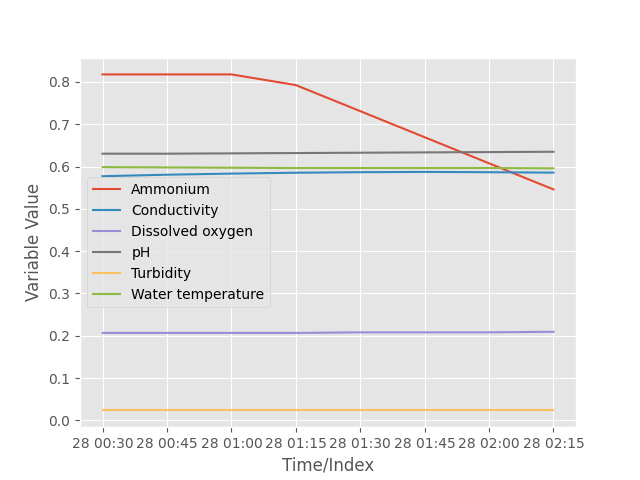 0.8
0.7
0.6
0.5
0.4
0.3
0.2
0.1
0.0
Variable Value
Ammonium
Conductivity
Dissolved oxygen
pH
Turbidity
Water temperature
28 00:30 28 00:45 28 01:00 28 01:15 28 01:30 28 01:45 28 02:00 28 02:15
Time/Index